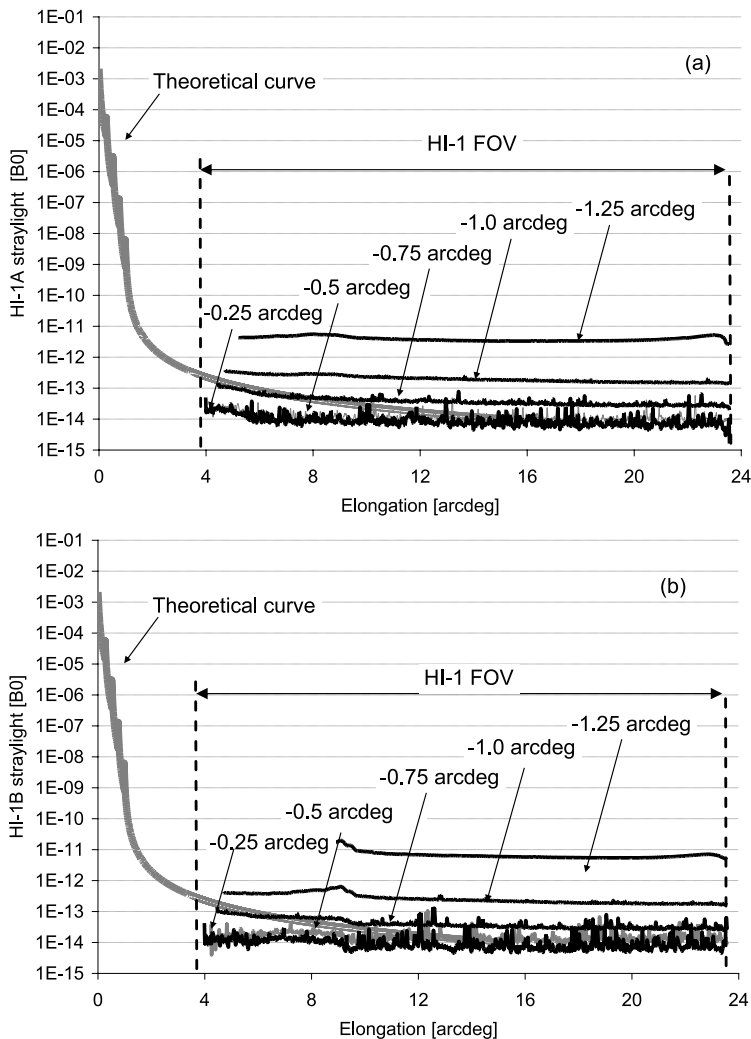 1E-01
(a)
1E-02
1E-03
Theoretical curve
1E-04
1E-05
HI-1 FOV
1E-06
1E-07
-1.25 arcdeg
-1.0 arcdeg
1E-08
-0.75 arcdeg
1E-09
-0.5 arcdeg
1E-10
-0.25 arcdeg
1E-11
1E-12
1E-13
1E-14
1E-15
HI-1A straylight [B0]
0 4 8 12 16 20 24
Elongation [arcdeg]
1E-01
1E-02
(b)
1E-03
Theoretical curve
1E-04
1E-05
HI-1 FOV
1E-06
1E-07
-1.25 arcdeg
1E-08
-1.0 arcdeg
1E-09
-0.75 arcdeg
-0.5 arcdeg
1E-10
-0.25 arcdeg
1E-11
1E-12
1E-13
1E-14
1E-15
HI-1B straylight [B0]
0 4 8 12 16 20 24
Elongation [arcdeg]